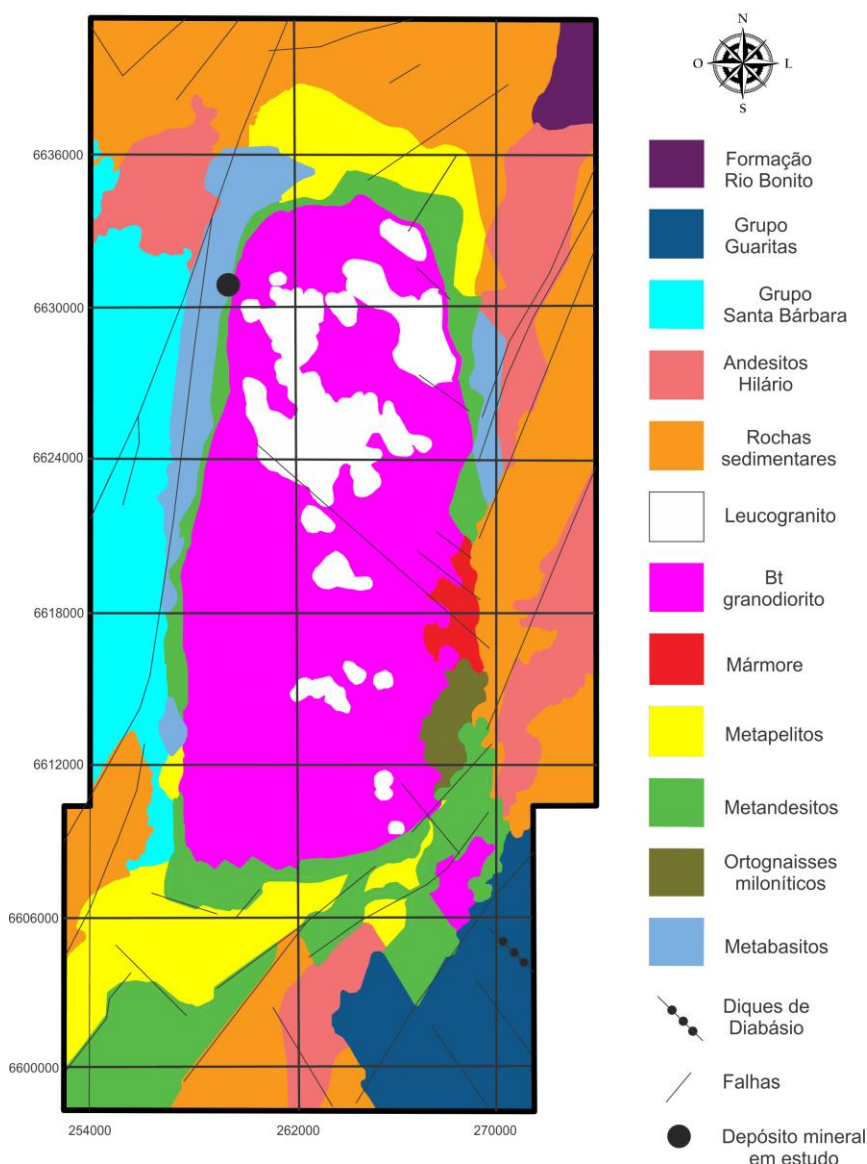 N
O
L
S
6636000
6630000
6624000
6618000
6612000
6606000
6600000
254000
262000
270000
Formação
Rio Bonito
Grupo
Guaritas
Grupo
Santa Bárbara
Andesitos
Hilário
Rochas
sedimentares
Leucogranito
Bt
granodiorito
Mármore
Metapelitos
Metandesitos
Ortognaisses
miloníticos
Metabasitos
Diques de
Diabásio
Falhas
Depósito mineral
em estudo